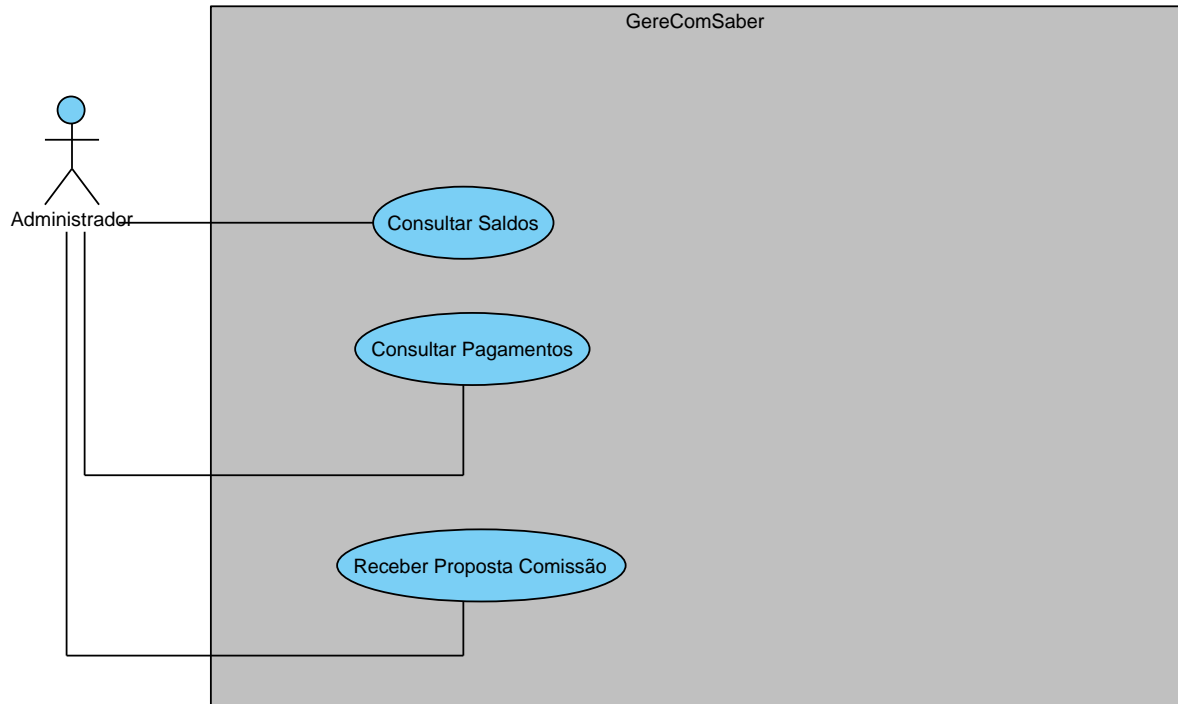 GereComSaber
Administrador
Consultar Saldos
Consultar Pagamentos
Receber Proposta Comissão